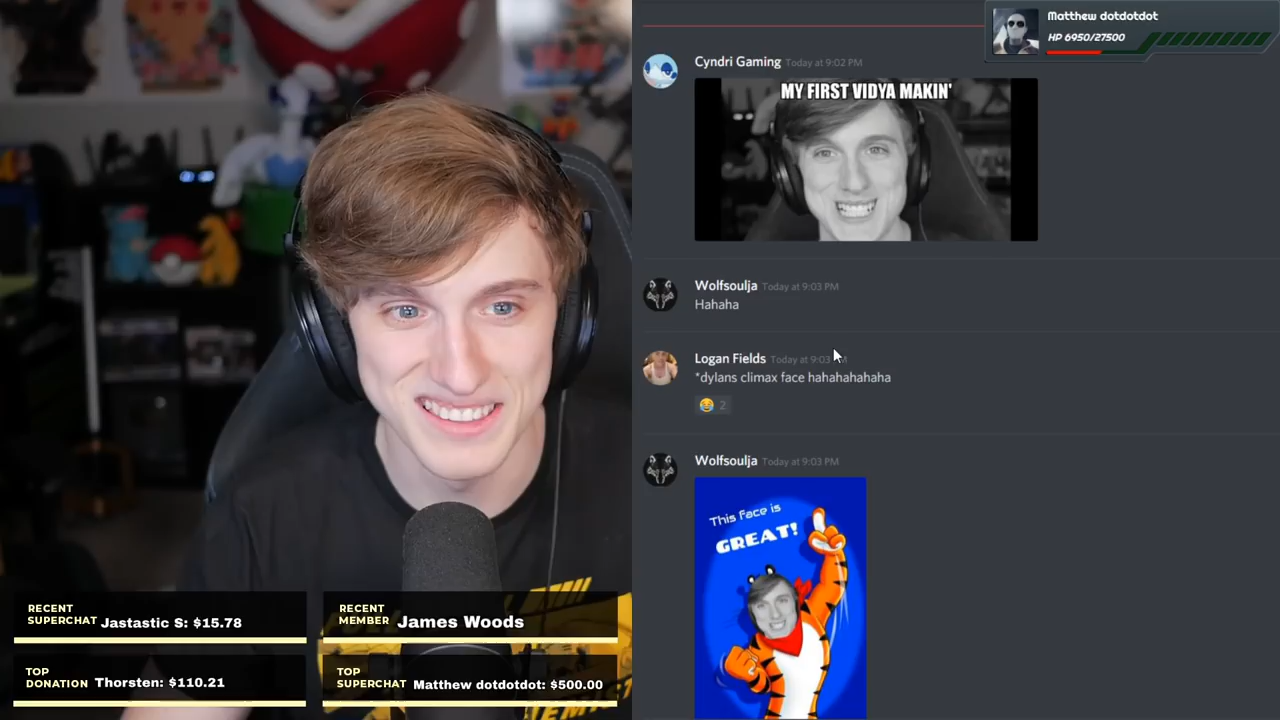 Matthew dotdotdot
HP 6950/27500
Cyndri Gaming Today at 9:02 PM
MY FIRST VIDYA MAKIN'
Wolfsoulja Today at 9:03 PM
Hahaha
Logan Fields Today at 9:03 PM
*dylans climax face hahahahahaha
😂 2
Wolfsoulja Today at 9:03 PM
This Face is
GREAT!
RECENT
SUPERCHAT Jastastic S: $15.78
RECENT
MEMBER James Woods
TOP
DONATION Thorsten: $110.21
TOP
SUPERCHAT Matthew dotdotdot: $500.00